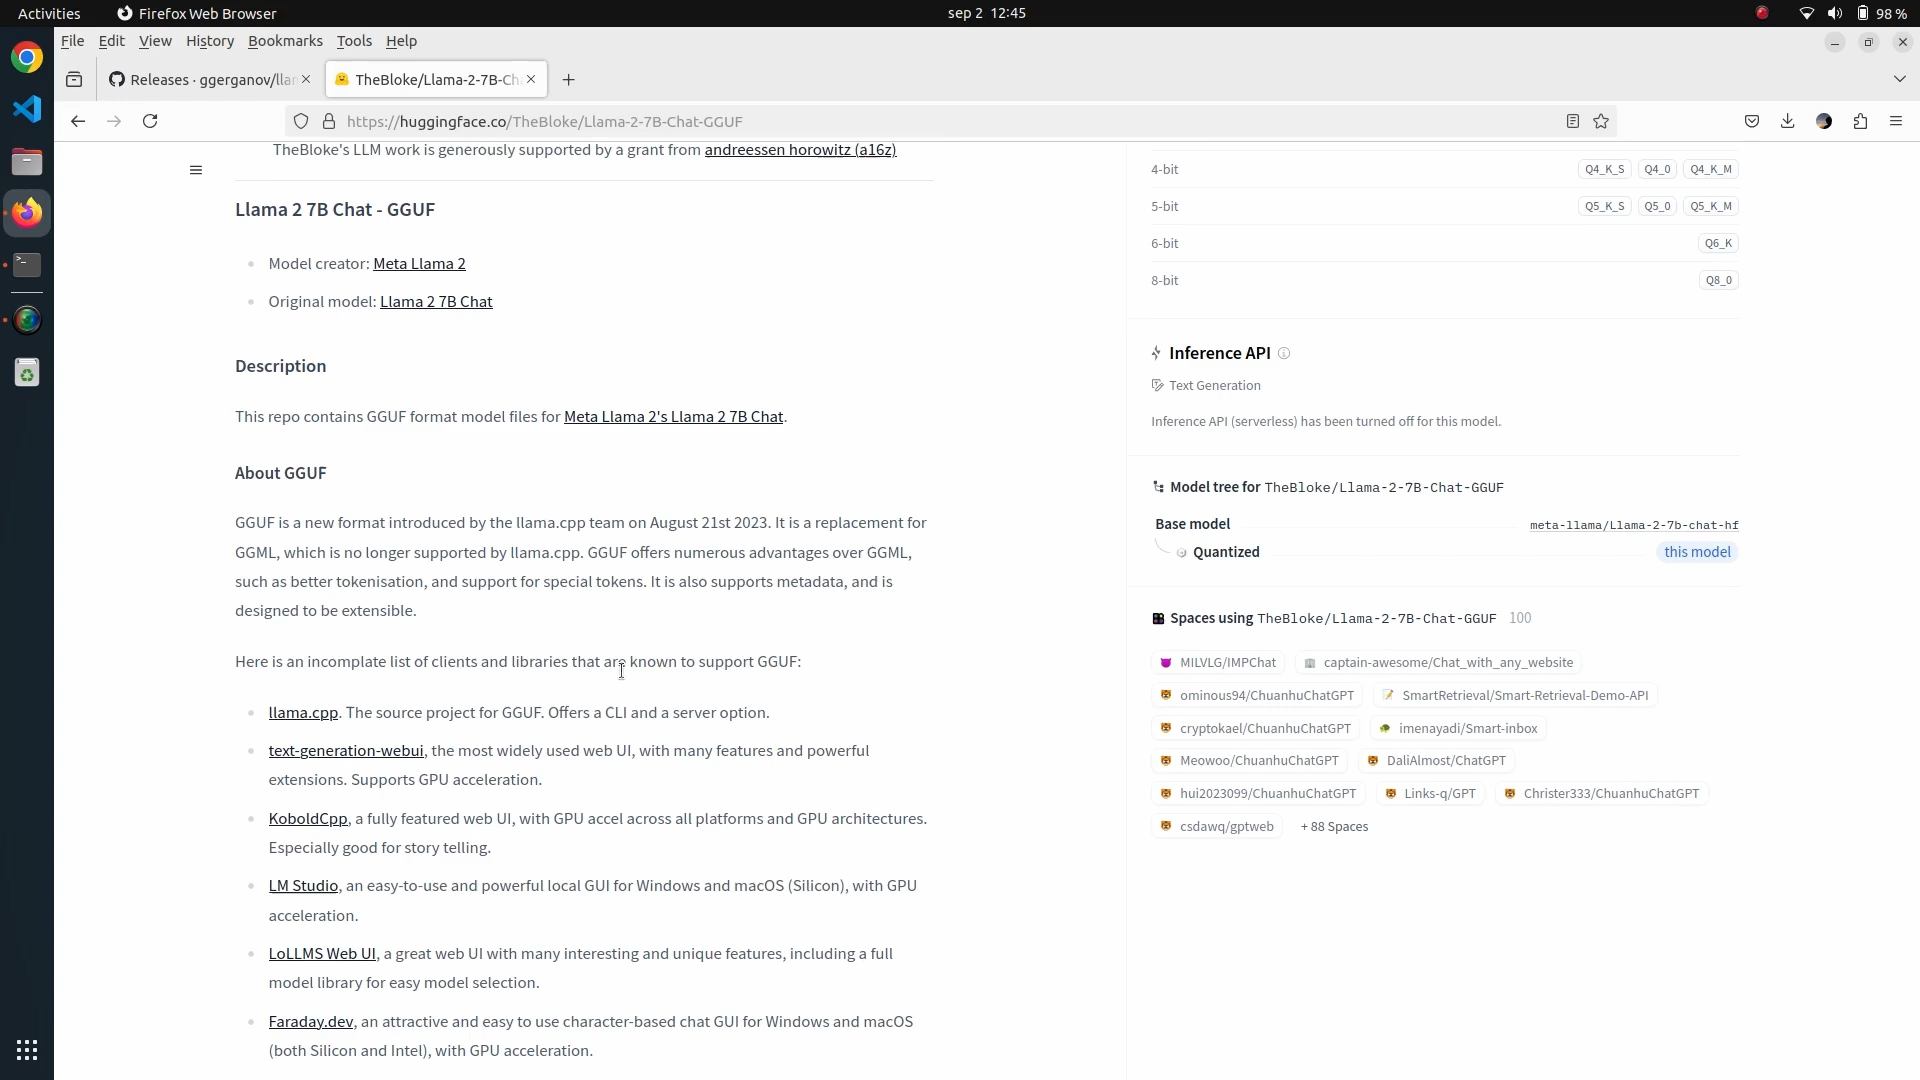 Activities
Firefox Web Browser
sep 2 12:45
98 %
File Edit View History Bookmarks Tools Help
Releases · ggerganov/lla
TheBloke/Llama-2-7B-Ch
https://huggingface.co/TheBloke/Llama-2-7B-Chat-GGUF
TheBloke's LLM work is generously supported by a grant from andreessen horowitz (a16z)
Llama 2 7B Chat - GGUF
Model creator: Meta Llama 2
Original model: Llama 2 7B Chat
Description
This repo contains GGUF format model files for Meta Llama 2's Llama 2 7B Chat.
About GGUF
GGUF is a new format introduced by the llama.cpp team on August 21st 2023. It is a replacement for
GGML, which is no longer supported by llama.cpp. GGUF offers numerous advantages over GGML,
such as better tokenisation, and support for special tokens. It is also supports metadata, and is
designed to be extensible.
Here is an incomplate list of clients and libraries that are known to support GGUF:
llama.cpp. The source project for GGUF. Offers a CLI and a server option.
text-generation-webui, the most widely used web UI, with many features and powerful
extensions. Supports GPU acceleration.
KoboldCpp, a fully featured web UI, with GPU accel across all platforms and GPU architectures.
Especially good for story telling.
LM Studio, an easy-to-use and powerful local GUI for Windows and macOS (Silicon), with GPU
acceleration.
LoLLMS Web UI, a great web UI with many interesting and unique features, including a full
model library for easy model selection.
Faraday.dev, an attractive and easy to use character-based chat GUI for Windows and macOS
(both Silicon and Intel), with GPU acceleration.
4-bit Q4_K_S Q4_0 Q4_K_M
5-bit Q5_K_S Q5_0 Q5_K_M
6-bit Q6_K
8-bit Q8_0
Inference API
Text Generation
Inference API (serverless) has been turned off for this model.
Model tree for TheBloke/Llama-2-7B-Chat-GGUF
Base model meta-llama/Llama-2-7b-chat-hf
Quantized this model
Spaces using TheBloke/Llama-2-7B-Chat-GGUF 100
MILVLG/IMPChat captain-awesome/Chat_with_any_website
ominous94/ChuanhuChatGPT SmartRetrieval/Smart-Retrieval-Demo-API
cryptokael/ChuanhuChatGPT imenayadi/Smart-inbox
Meowoo/ChuanhuChatGPT DaliAlmost/ChatGPT
hui2023099/ChuanhuChatGPT Links-q/GPT Christer333/ChuanhuChatGPT
csdawq/gptweb + 88 Spaces